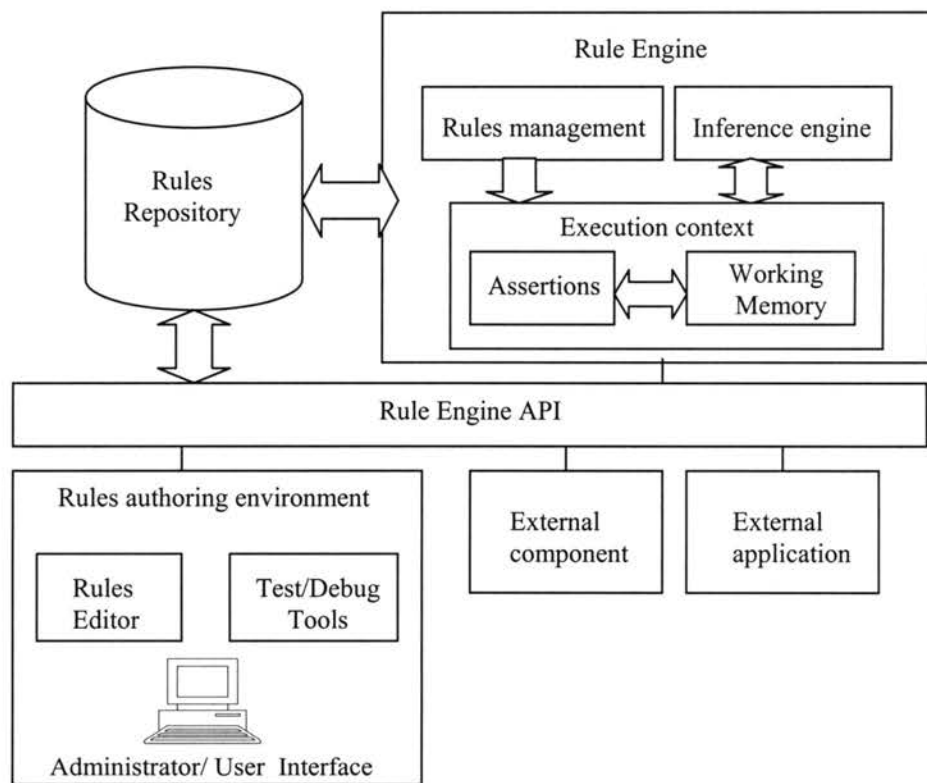 Rule Engine
Rules management
Inference engine
Rules
Repository
Execution context
Assertions
Working
Memory
Rule Engine API
Rules authoring environment
Rules
Editor
Test/Debug
Tools
Administrator/ User Interface
External
component
External
application